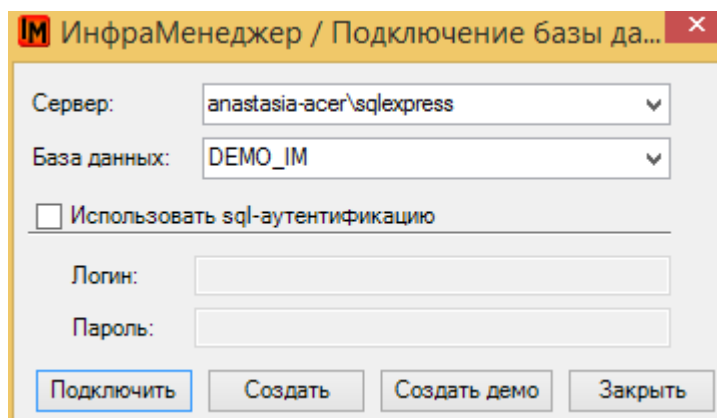 IM ИнфраМенеджер / Подключение базы да...
Сервер: anastasia-acer\sqlexpress
База данных: DEMO_IM
Использовать sql-аутентификацию
Логин:
Пароль:
Подключить Создать Создать демо Закрыть